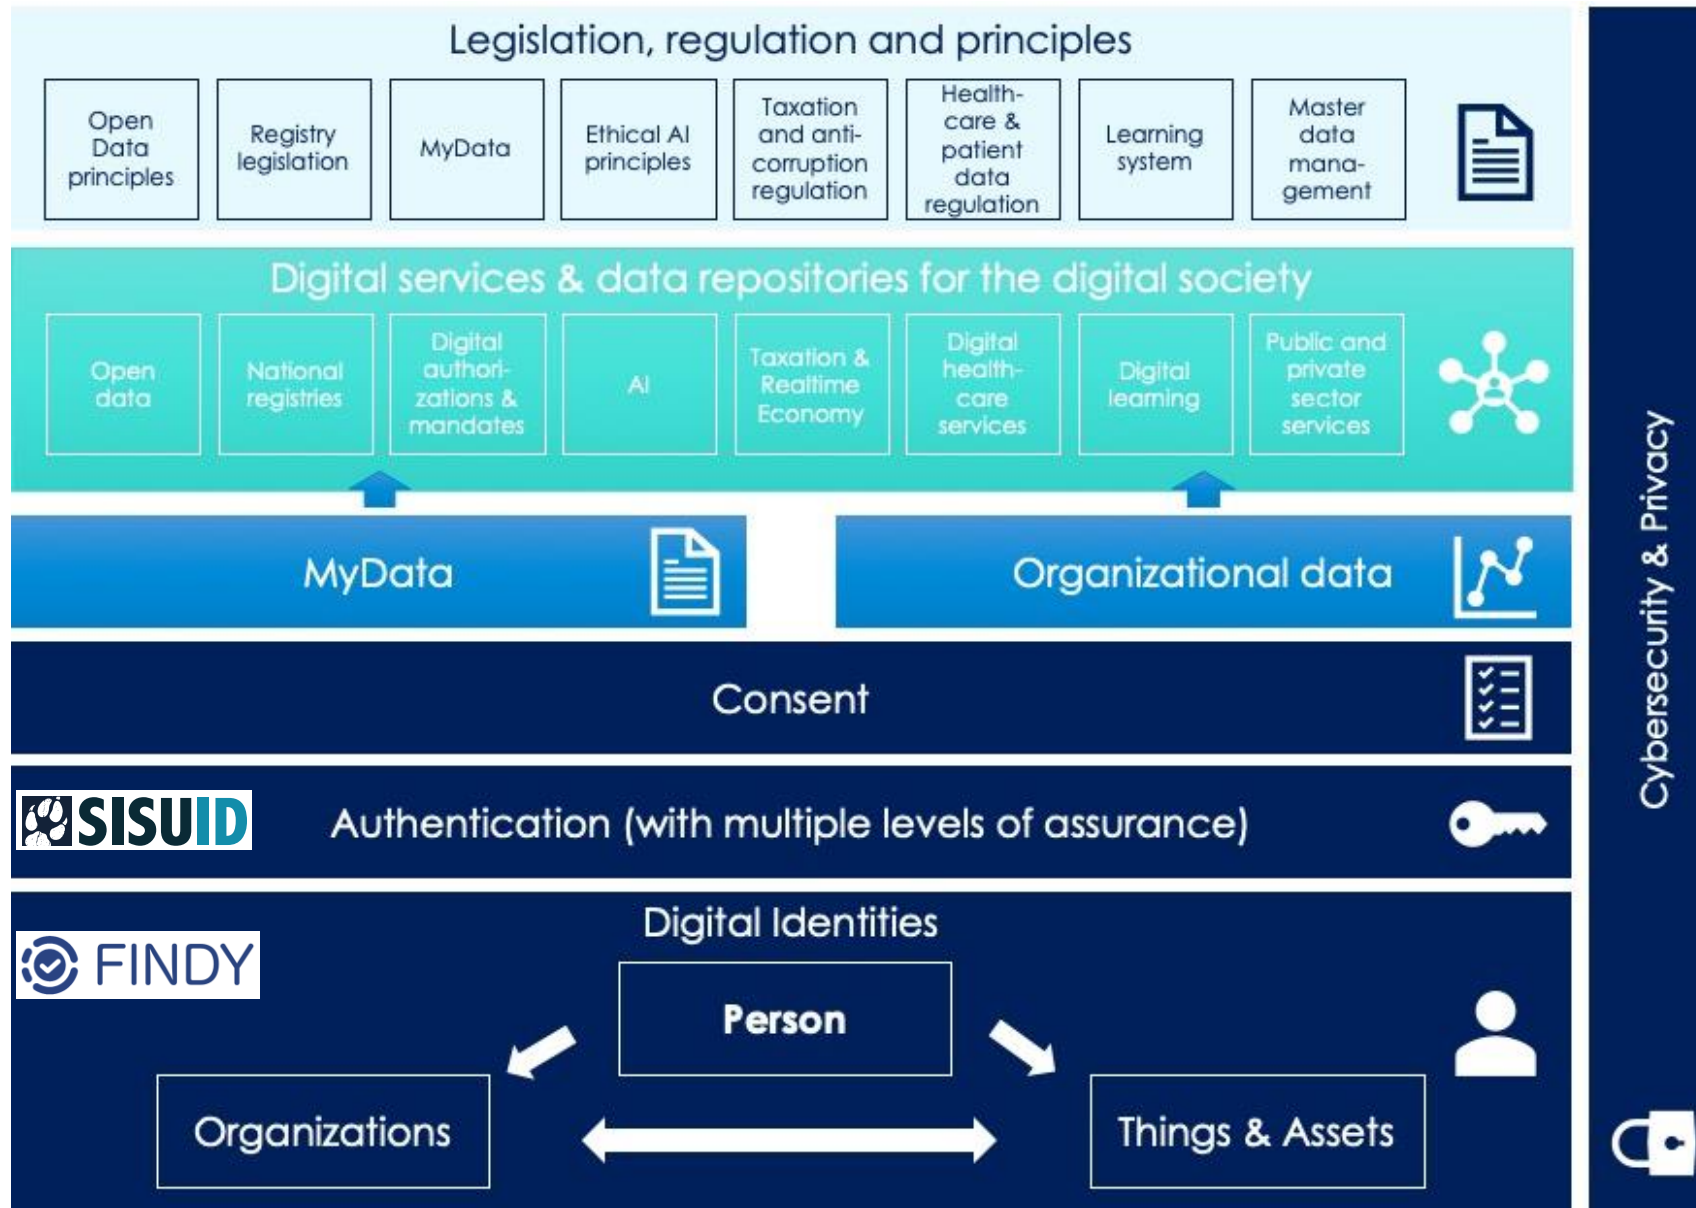 Legislation, regulation and principles
Open
Data
principles
Registry
legislation
MyData
Ethical AI
principles
Taxation
and anti-
corruption
regulation
Health-
care &
patient
data
regulation
Learning
system
Master
data
mana-
gement
Digital services & data repositories for the digital society
Open
data
National
registries
Digital
authori-
zations &
mandates
AI
Taxation &
Realtime
Economy
Digital
health-
care
services
Digital
learning
Public and
private
sector
services
MyData
Organizational data
Consent
SISUID
Authentication (with multiple levels of assurance)
Digital Identities
FINDY
Person
Organizations
Things & Assets
Cybersecurity & Privacy